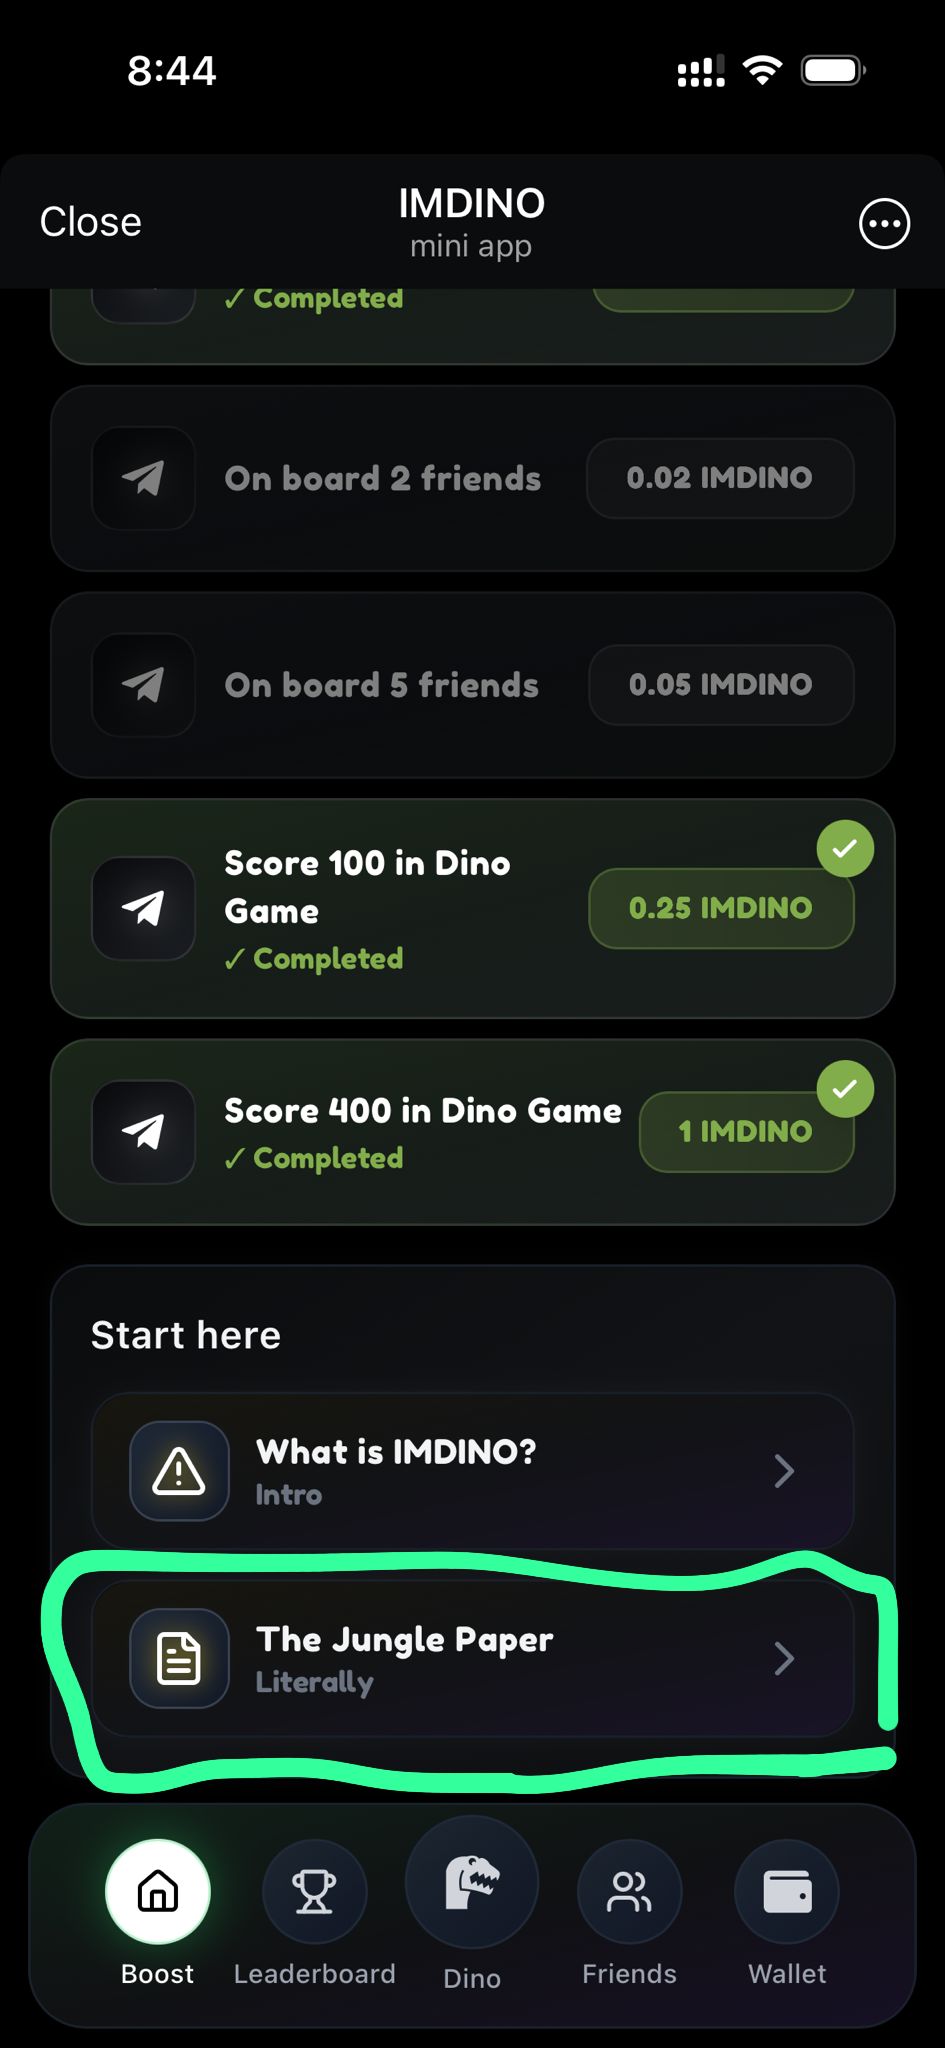 8:44
Close
IMDINO
mini app
✓ Completed
On board 2 friends
0.02 IMDINO
On board 5 friends
0.05 IMDINO
Score 100 in Dino
Game
✓ Completed
0.25 IMDINO
Score 400 in Dino Game
✓ Completed
1 IMDINO
Start here
What is IMDINO?
Intro
The Jungle Paper
Literally
Boost
Leaderboard
Dino
Friends
Wallet